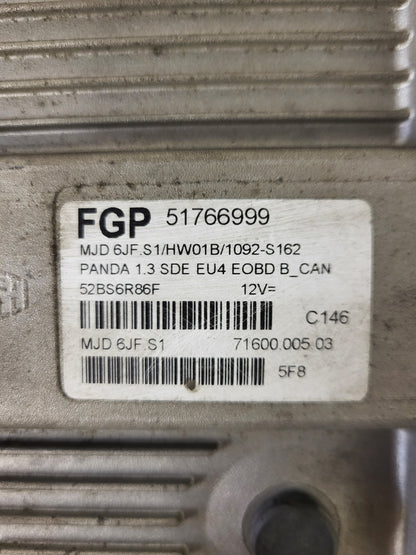 FGP 51766999
MJD 6JF.S1/HW01B/1092-S162
PANDA 1.3 SDE EU4 EOBD B_CAN
52BS6R86F 12V=
C146
MJD 6JF.S1 71600.005.03
5F8